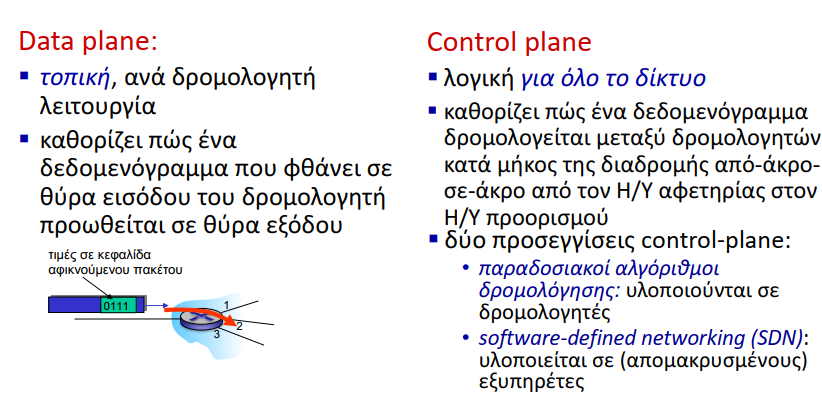 Data plane:
▪ τοπική, ανά δρομολογητή
λειτουργία
▪ καθορίζει πώς ένα
δεδομενόγραμμα που φθάνει σε
θύρα εισόδου του δρομολογητή
προωθείται σε θύρα εξόδου
τιμές σε κεφαλίδα
αφικνούμενου πακέτου
0111
1
2
3
Control plane
▪ λογική για όλο το δίκτυο
▪ καθορίζει πώς ένα δεδομενόγραμμα
δρομολογείται μεταξύ δρομολογητών
κατά μήκος της διαδρομής από-άκρο-
σε-άκρο από τον Η/Υ αφετηρίας στον
Η/Υ προορισμού
▪ δύο προσεγγίσεις control-plane:
• παραδοσιακοί αλγόριθμοι
δρομολόγησης: υλοποιούνται σε
δρομολογητές
• software-defined networking (SDN):
υλοποιείται σε (απομακρυσμένους)
εξυπηρέτες